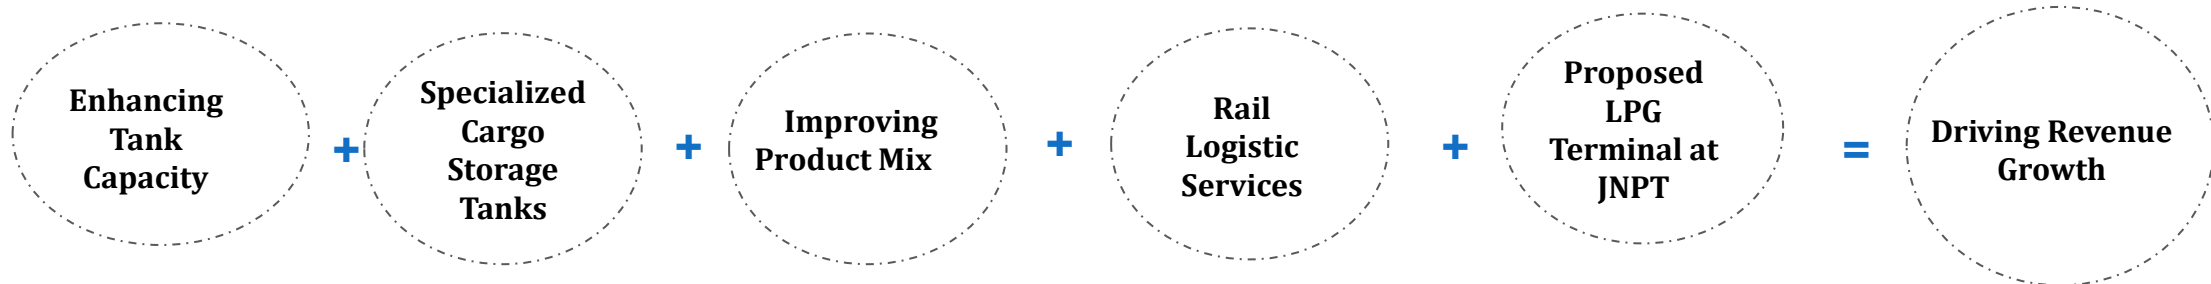 Enhancing
Tank
Capacity
+
Specialized
Cargo
Storage
Tanks
+
Improving
Product Mix
+
Rail
Logistic
Services
+
Proposed
LPG
Terminal at
JNPT
=
Driving Revenue
Growth